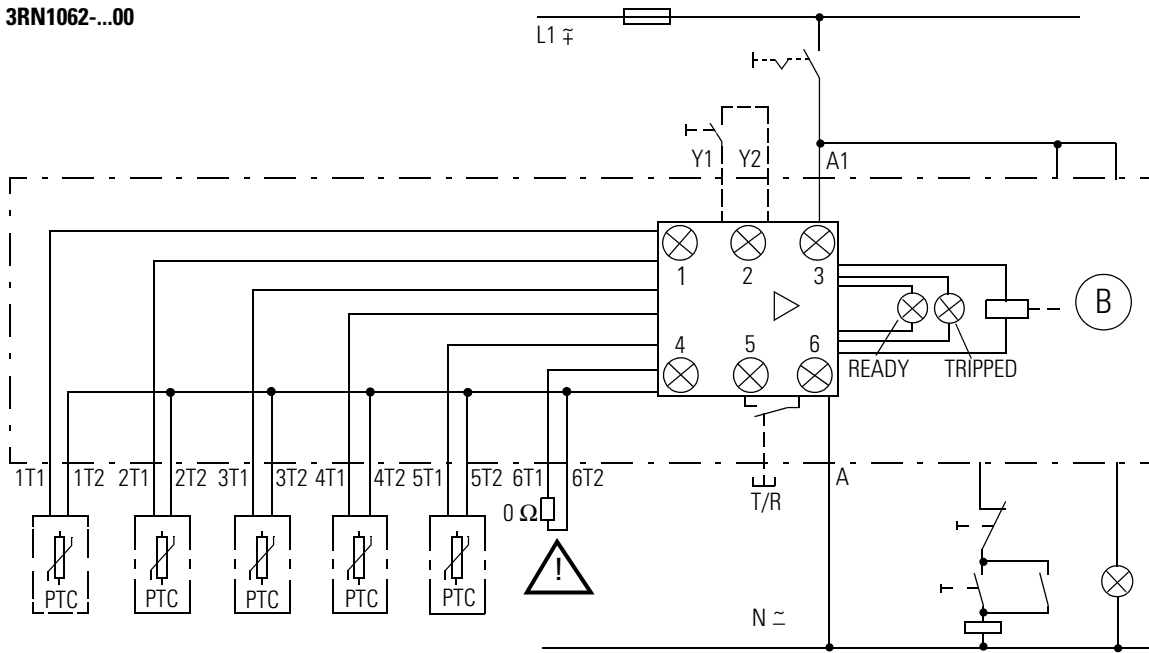 3RN1062-...00
L1 ≂
Y1 Y2 A1
1 2 3
B
4 5 6
READY TRIPPED
1T1 1T2 2T1 2T2 3T1 3T2 4T1 4T2 5T1 5T2 6T1 6T2 A
0 Ω T/R
!
PTC PTC PTC PTC PTC
N ≃